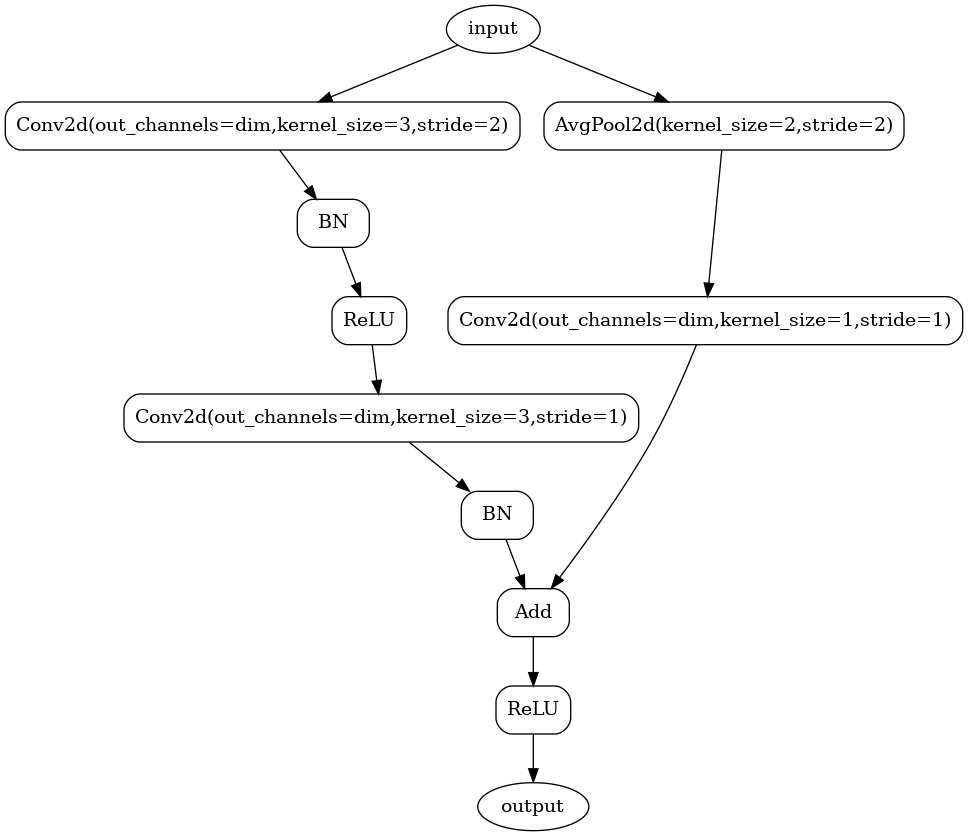 input
Conv2d(out_channels=dim,kernel_size=3,stride=2)
AvgPool2d(kernel_size=2,stride=2)
BN
ReLU
Conv2d(out_channels=dim,kernel_size=1,stride=1)
Conv2d(out_channels=dim,kernel_size=3,stride=1)
BN
Add
ReLU
output